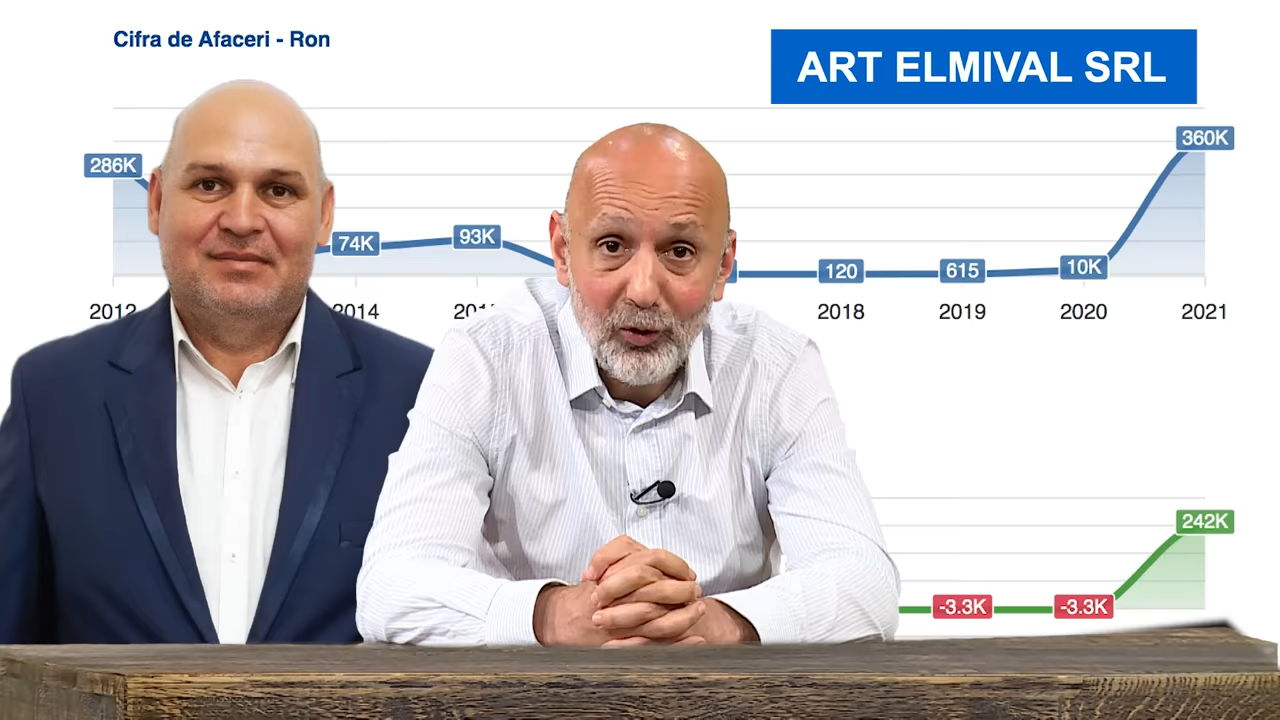 Cifra de Afaceri - Ron
ART ELMIVAL SRL
360K
286K
74K
93K
120
615
10K
2012
2014
2018
2019
2020
2021
242K
-3.3K
-3.3K